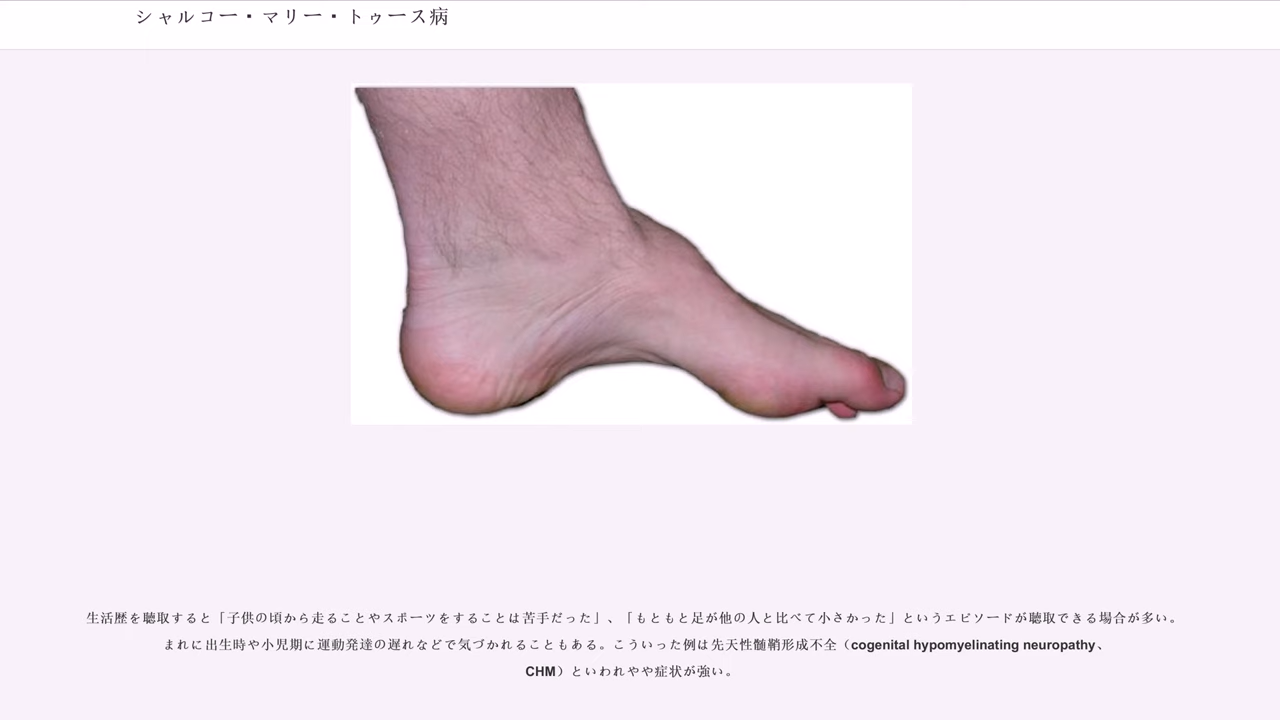 シャルコー・マリー・トゥース病
生活歴を聴取すると「子供の頃から走ることやスポーツをすることは苦手だった」、「もともと足が他の人と比べて小さかった」というエピソードが聴取できる場合が多い。
まれに出生時や小児期に運動発達の遅れなどで気づかれることもある。こういった例は先天性髄鞘形成不全（cogenital hypomyelinating neuropathy、
CHM）といわれやや症状が強い。